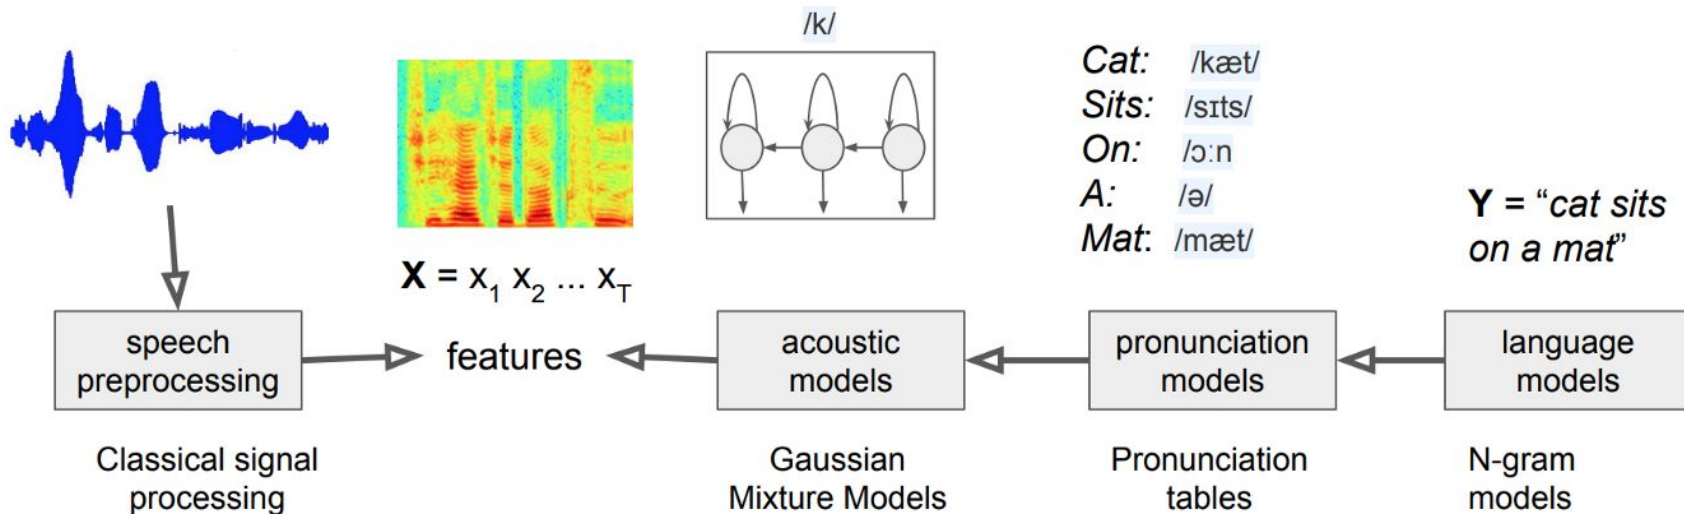 /k/
Cat: /kæt/
Sits: /sɪts/
On: /ɔːn
A: /ə/
Mat: /mæt/
Y = “cat sits
on a mat”
X = x₁ x₂ ... x_T
speech
preprocessing
features
acoustic
models
pronunciation
models
language
models
Classical signal
processing
Gaussian
Mixture Models
Pronunciation
tables
N-gram
models